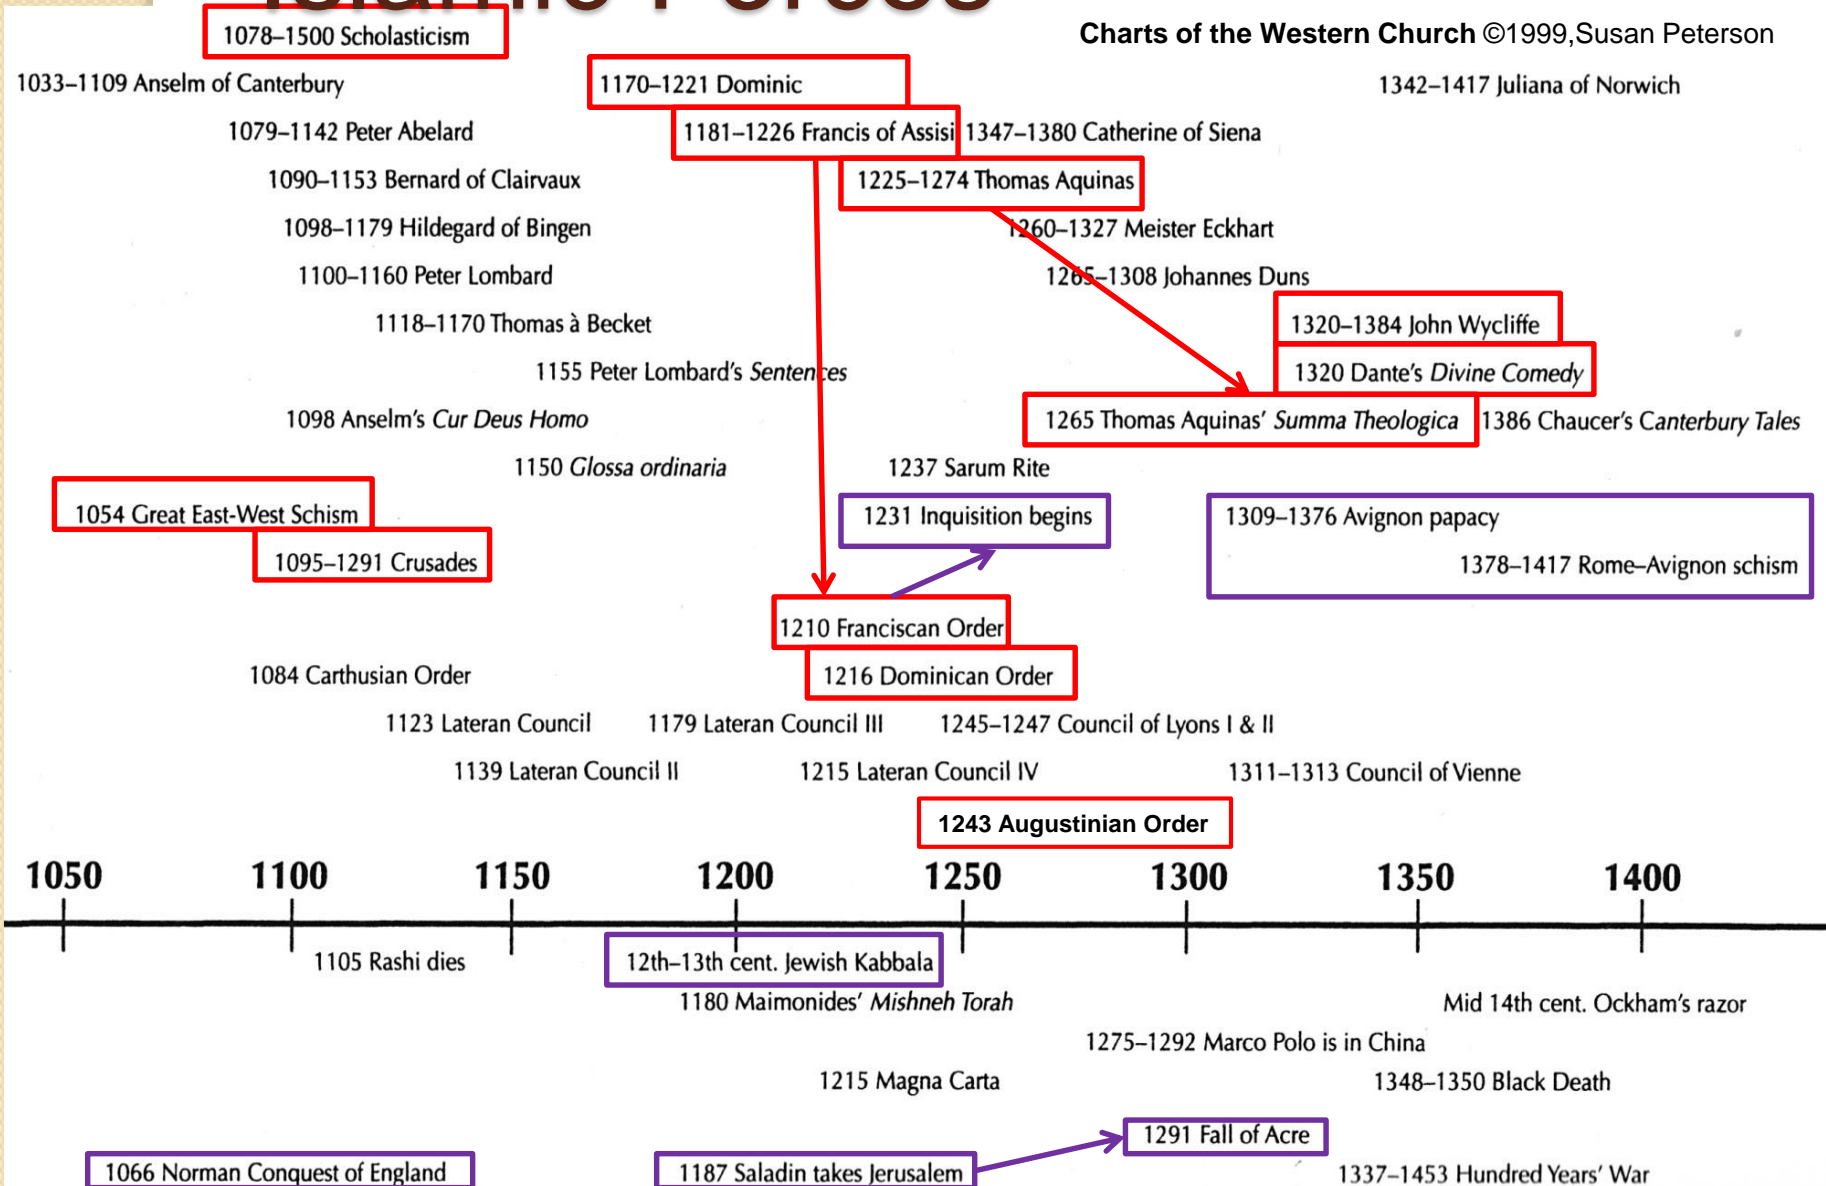 1078–1500 Scholasticism
Charts of the Western Church ©1999,Susan Peterson
1033–1109 Anselm of Canterbury
1170–1221 Dominic
1342–1417 Juliana of Norwich
1079–1142 Peter Abelard
1181–1226 Francis of Assisi
1347–1380 Catherine of Siena
1090–1153 Bernard of Clairvaux
1225–1274 Thomas Aquinas
1098–1179 Hildegard of Bingen
1260–1327 Meister Eckhart
1100–1160 Peter Lombard
1265–1308 Johannes Duns
1118–1170 Thomas à Becket
1320–1384 John Wycliffe
1155 Peter Lombard's Sentences
1320 Dante's Divine Comedy
1098 Anselm's Cur Deus Homo
1265 Thomas Aquinas' Summa Theologica
1386 Chaucer's Canterbury Tales
1150 Glossa ordinaria
1237 Sarum Rite
1054 Great East-West Schism
1231 Inquisition begins
1309–1376 Avignon papacy
1095–1291 Crusades
1378–1417 Rome–Avignon schism
1210 Franciscan Order
1084 Carthusian Order
1216 Dominican Order
1123 Lateran Council
1179 Lateran Council III
1245–1247 Council of Lyons I & II
1139 Lateran Council II
1215 Lateran Council IV
1311–1313 Council of Vienne
1243 Augustinian Order
1050 1100 1150 1200 1250 1300 1350 1400
1105 Rashi dies
12th–13th cent. Jewish Kabbala
1180 Maimonides' Mishneh Torah
Mid 14th cent. Ockham's razor
1275–1292 Marco Polo is in China
1215 Magna Carta
1348–1350 Black Death
1291 Fall of Acre
1066 Norman Conquest of England
1187 Saladin takes Jerusalem
1337–1453 Hundred Years' War